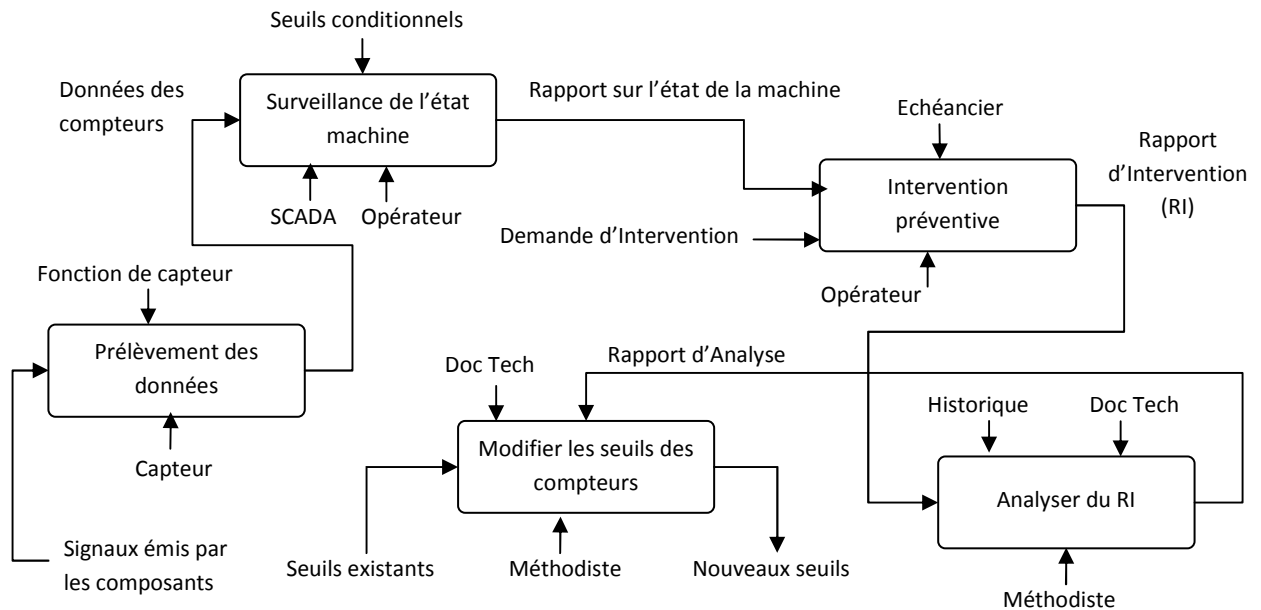 Seuils conditionnels
Données des
compteurs
Surveillance de l'état
machine
Rapport sur l'état de la machine
Echéancier
Rapport
d'Intervention
(RI)
Intervention
préventive
SCADA
Opérateur
Demande d'Intervention
Fonction de capteur
Opérateur
Prélèvement des
données
Doc Tech
Rapport d'Analyse
Historique
Doc Tech
Modifier les seuils des
compteurs
Capteur
Analyser du RI
Signaux émis par
les composants
Seuils existants
Méthodiste
Nouveaux seuils
Méthodiste